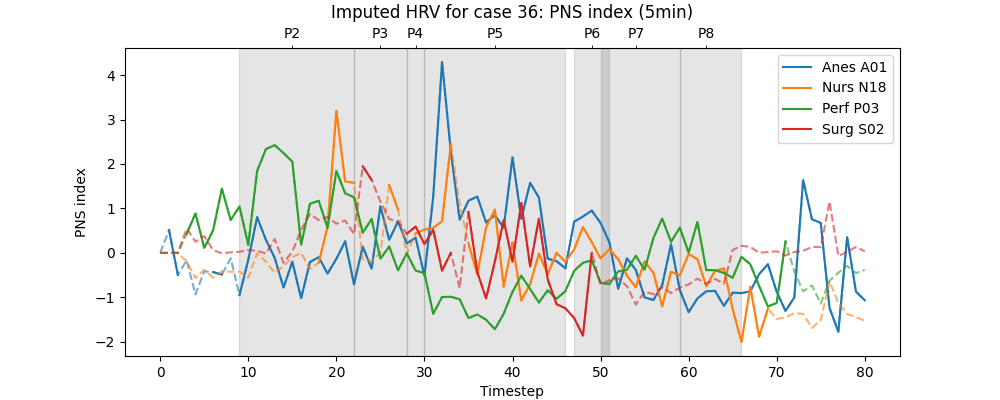 Imputed HRV for case 36: PNS index (5min)
P2 P3 P4 P5 P6 P7 P8
Anes A01
Nurs N18
Perf P03
Surg S02
PNS index
4
3
2
1
0
−1
−2
0 10 20 30 40 50 60 70 80
Timestep